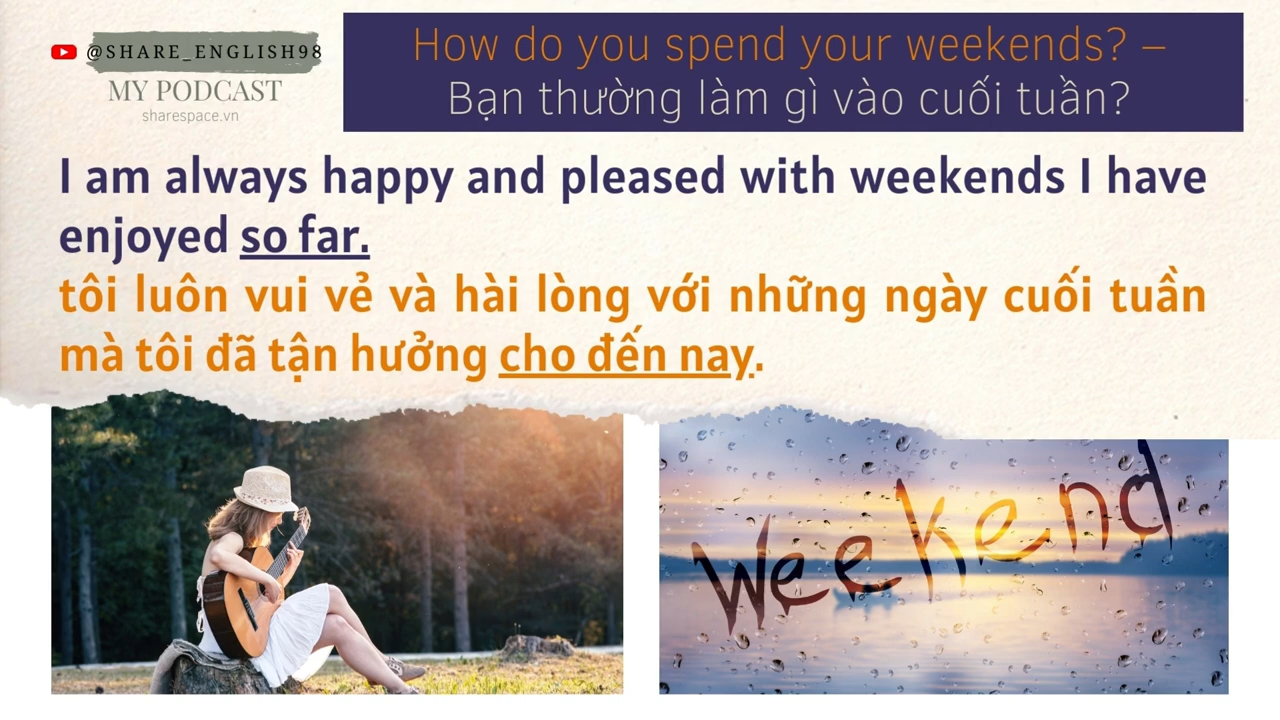 @SHARE_ENGLISH98
MY PODCAST
sharespace.vn
How do you spend your weekends? –
Bạn thường làm gì vào cuối tuần?
I am always happy and pleased with weekends I have
enjoyed so far.
tôi luôn vui vẻ và hài lòng với những ngày cuối tuần
mà tôi đã tận hưởng cho đến nay.
Weekend